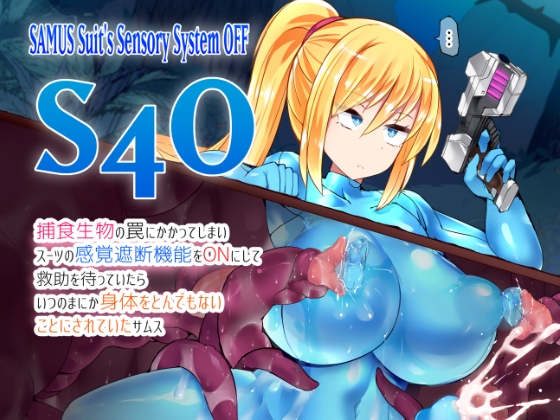 SAMUS Suit's Sensory System OFF
S4O
…
捕食生物の罠にかかってしまい
スーツの感覚遮断機能をONにして
救助を待っていたら
いつのまにか身体をとんでもない
ことにされていたサムス